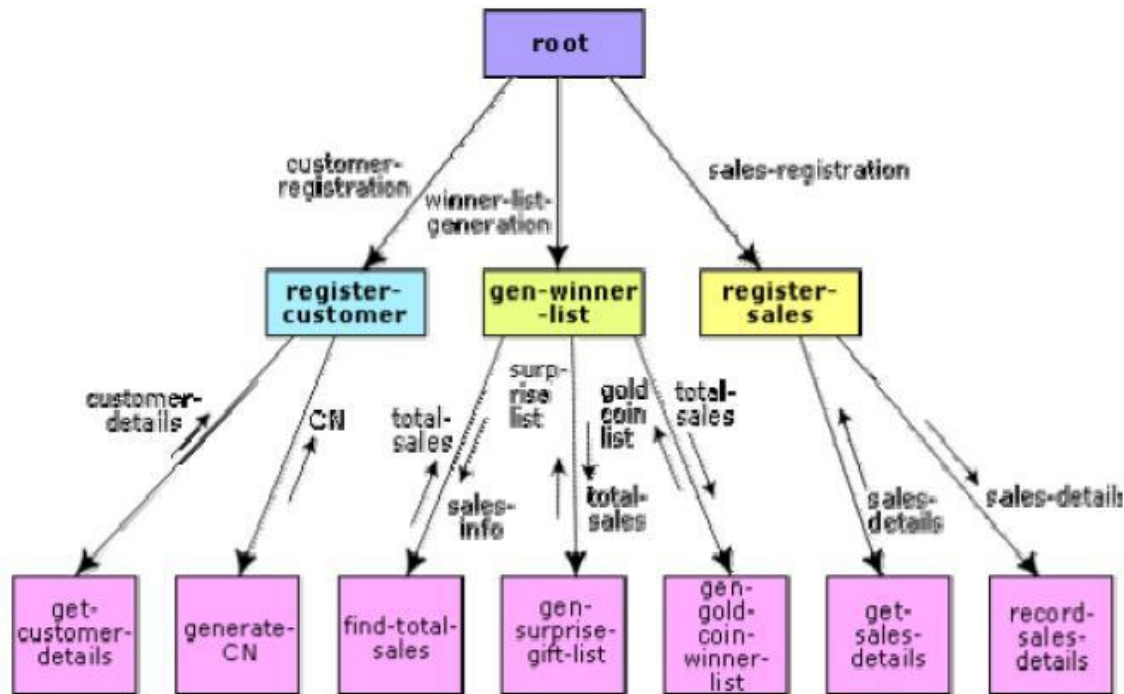 root
customer-
registration
winner-list-
generation
sales-registration
register-
customer
gen-winner
-list
register-
sales
customer-
details
CN
total-
sales
sales-
info
surp-
rise
list
total-
sales
gold
coin
list
total-
sales
sales-
details
sales-details
get-
customer-
details
generate-
CN
find-total-
sales
gen-
surprise-
gift-list
gen-
gold-
coin-
winner-
list
get-
sales-
details
record-
sales-
details